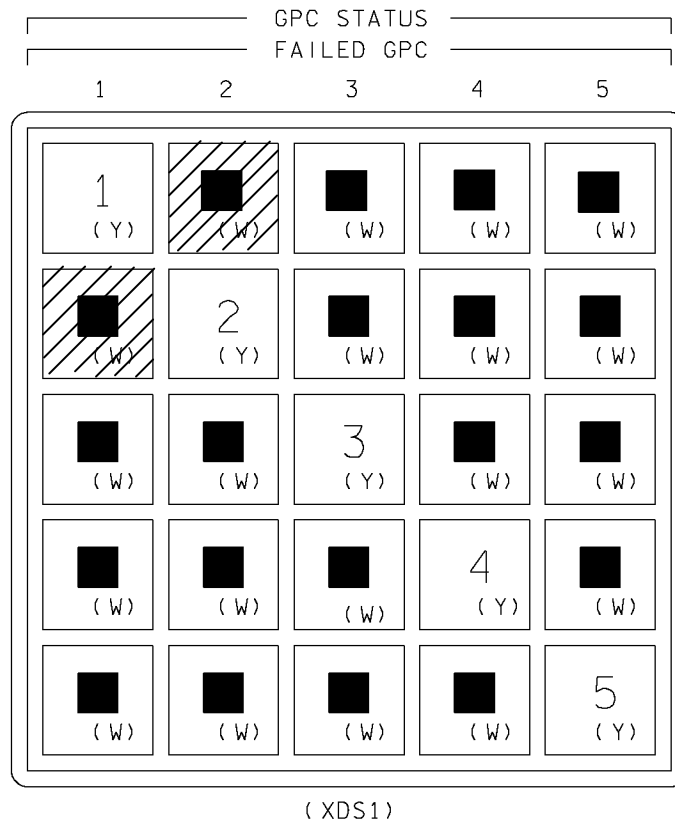 GPC STATUS
FAILED GPC
1 2 3 4 5
1
(Y) (W) (W) (W) (W)
2
(W) (Y) (W) (W) (W)
3
(W) (W) (Y) (W) (W)
4
(W) (W) (W) (Y) (W)
5
(W) (W) (W) (W) (Y)
(XDS1)